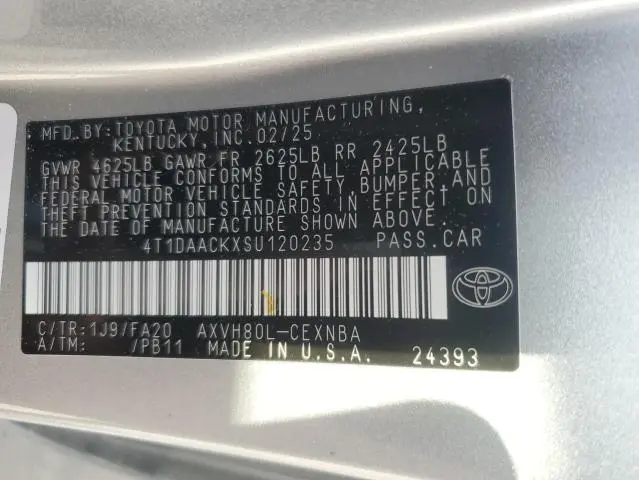 MFD.BY:TOYOTA MOTOR MANUFACTURING,
KENTUCKY, INC.02/25
GVWR 4625LB GAWR FR 2625LB RR 2425LB
THIS VEHICLE CONFORMS TO ALL APPLICABLE
FEDERAL MOTOR VEHICLE SAFETY, BUMPER,AND
THEFT PREVENTION STANDARDS IN EFFECT ON
THE DATE OF MANUFACTURE SHOWN ABOVE.
4T1DAACKXSU120235 PASS.CAR
C/TR:1J9/FA20 AXVH80L-CEXNBA
A/TM: /PB11 MADE IN U.S.A. 24393